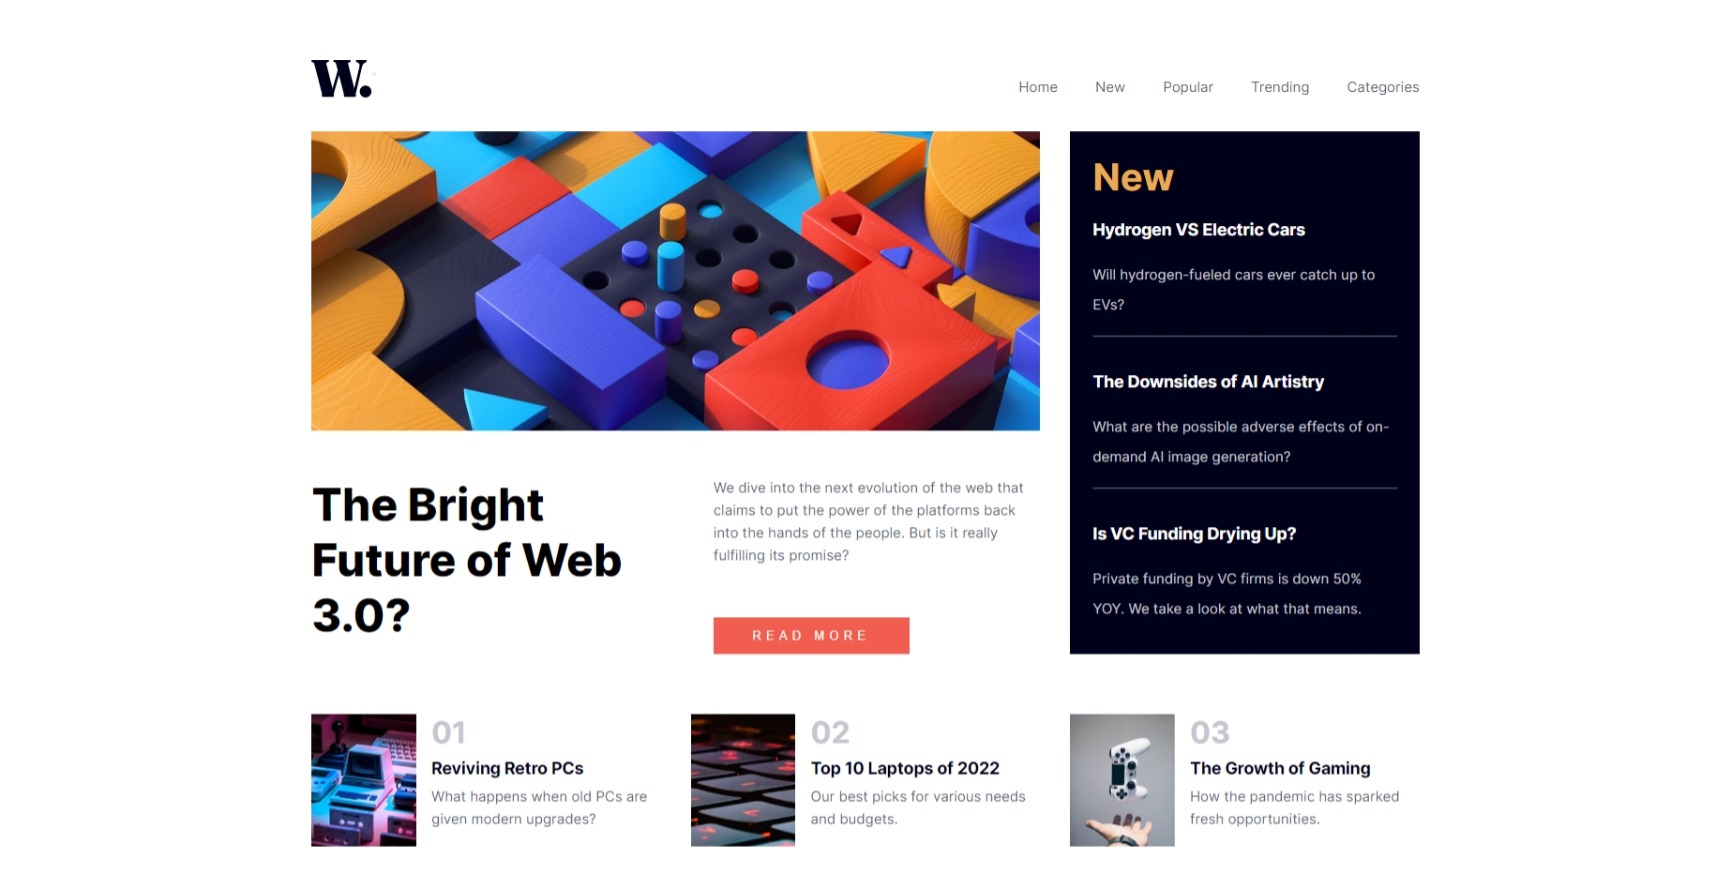 W.
Home New Popular Trending Categories
New
Hydrogen VS Electric Cars
Will hydrogen-fueled cars ever catch up to
EVs?
The Downsides of AI Artistry
What are the possible adverse effects of on-
demand AI image generation?
Is VC Funding Drying Up?
Private funding by VC firms is down 50%
YOY. We take a look at what that means.
The Bright
Future of Web
3.0?
We dive into the next evolution of the web that
claims to put the power of the platforms back
into the hands of the people. But is it really
fulfilling its promise?
READ MORE
01
Reviving Retro PCs
What happens when old PCs are
given modern upgrades?
02
Top 10 Laptops of 2022
Our best picks for various needs
and budgets.
03
The Growth of Gaming
How the pandemic has sparked
fresh opportunities.